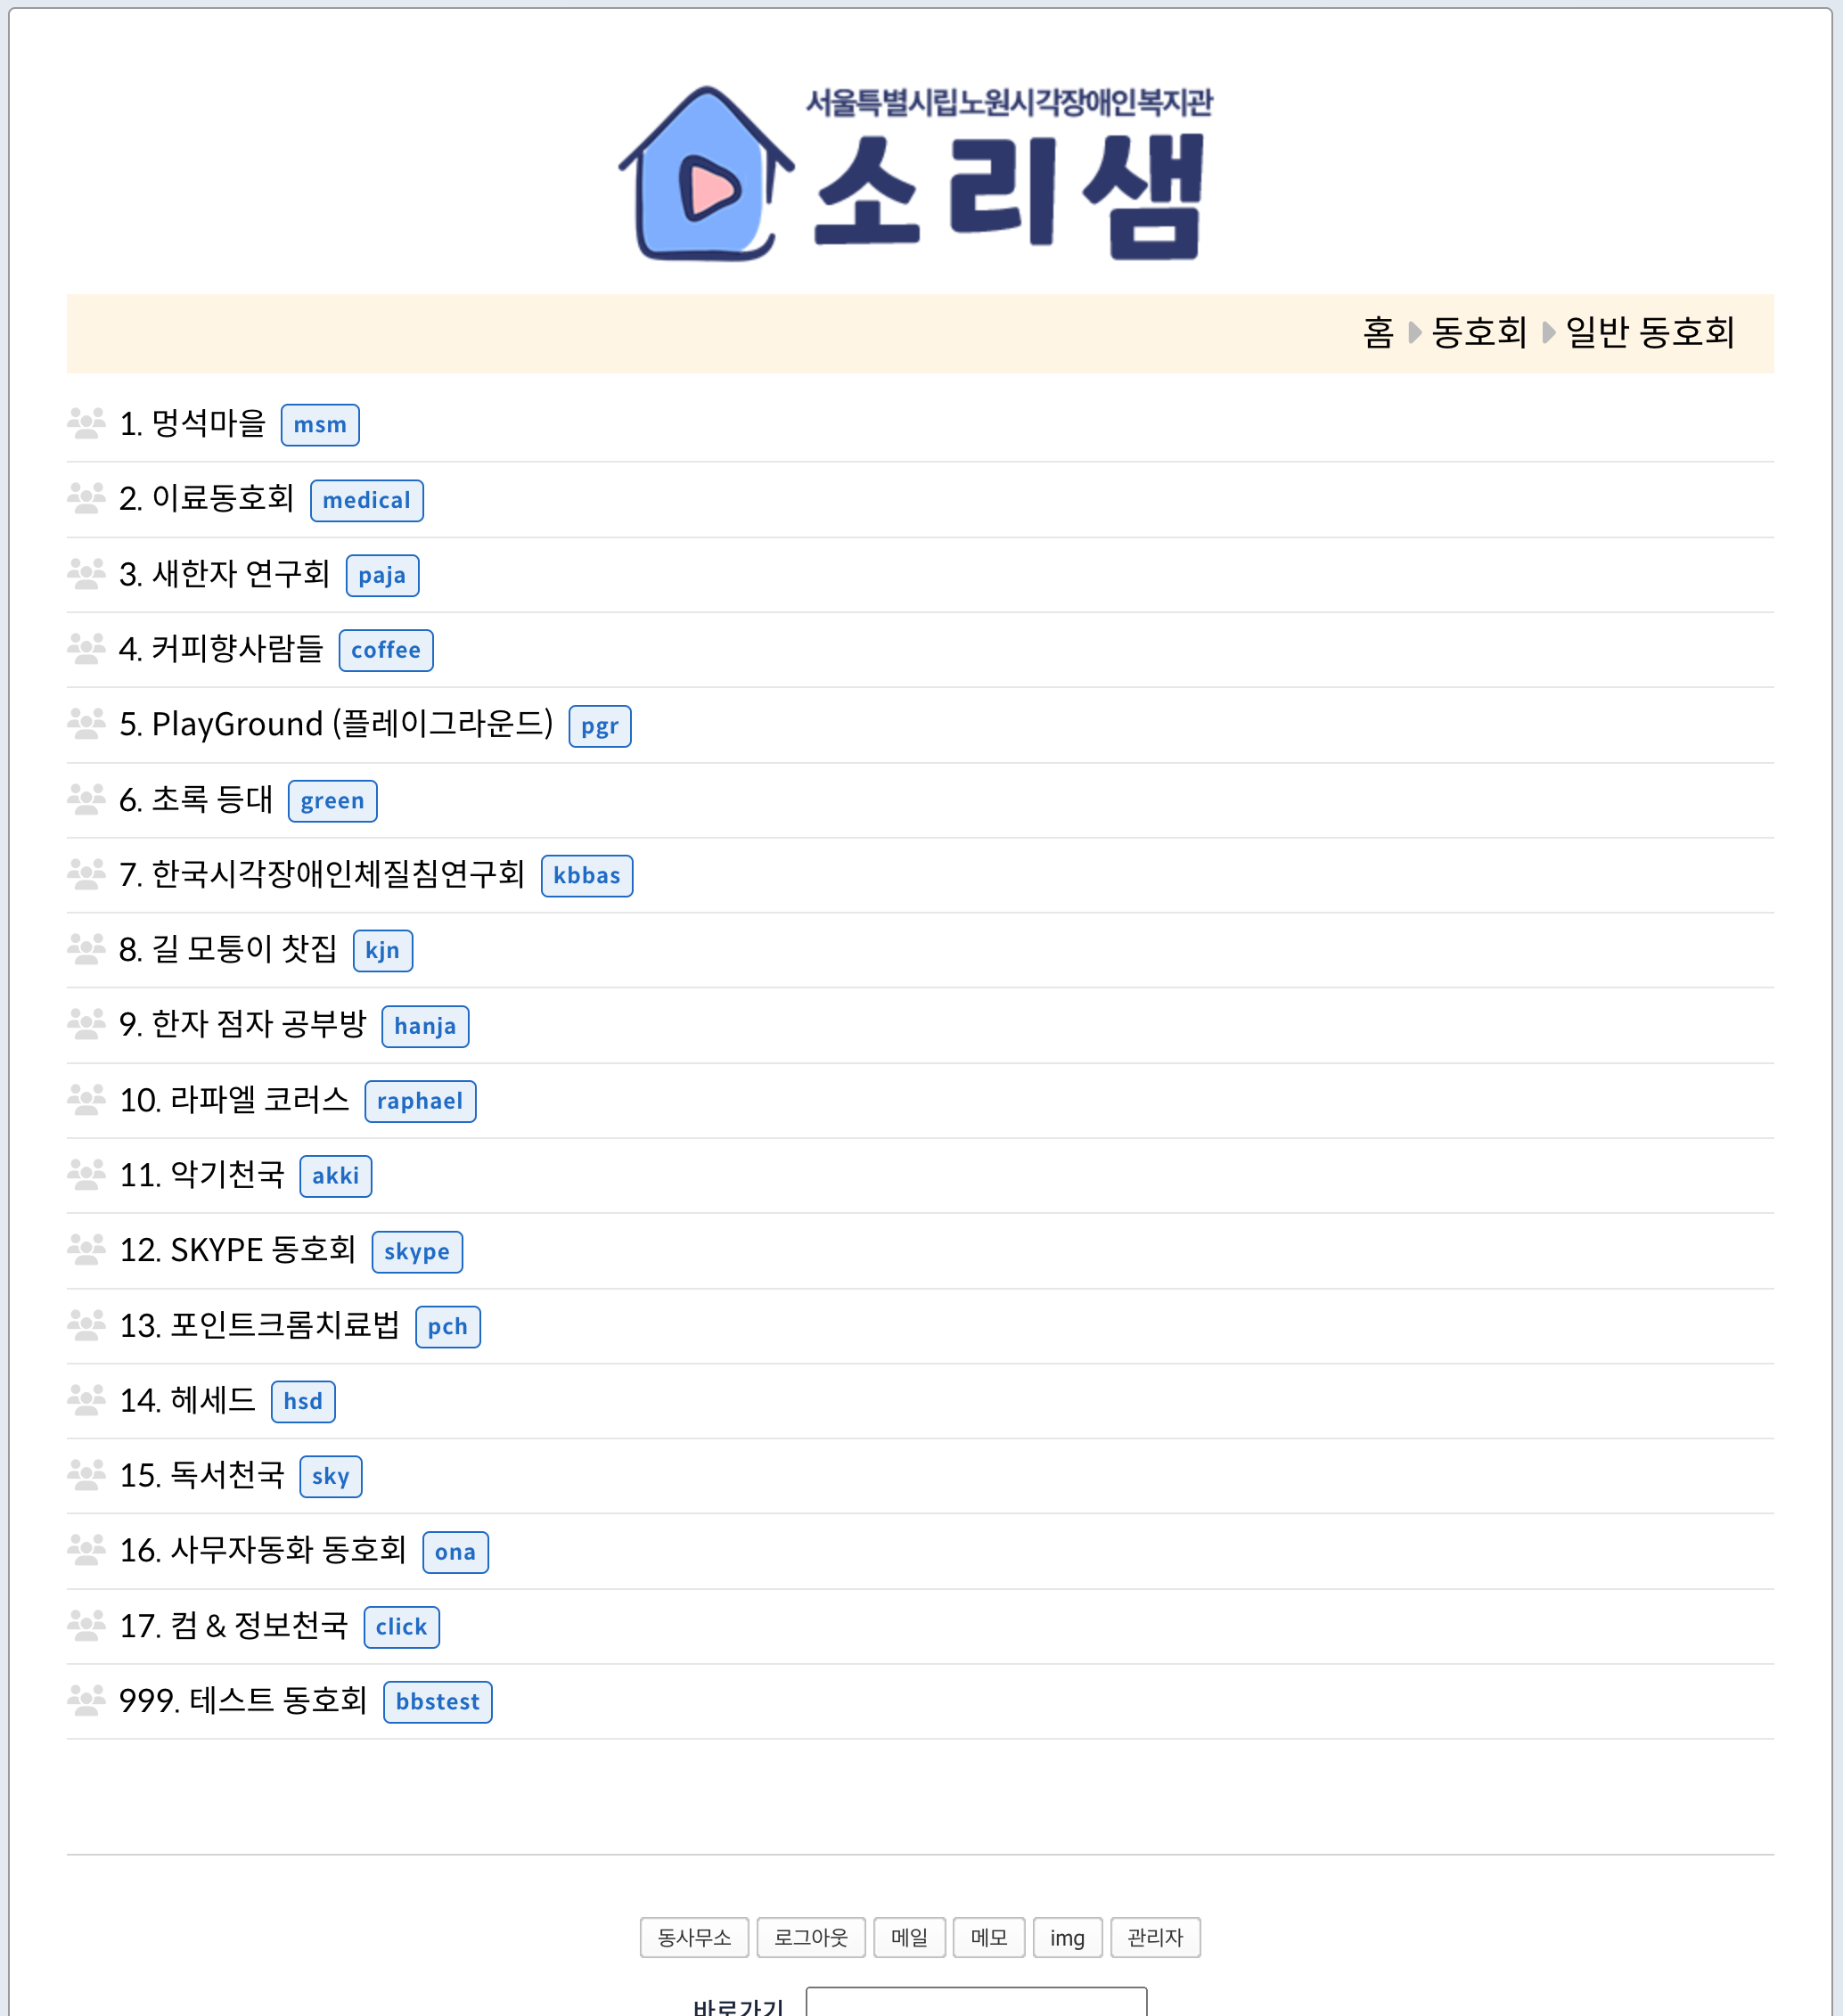 서울특별시립노원시각장애인복지관
소리샘
홈 동호회 일반 동호회
1. 멍석마을 msm
2. 이료동호회 medical
3. 새한자 연구회 paja
4. 커피향사람들 coffee
5. PlayGround (플레이그라운드) pgr
6. 초록 등대 green
7. 한국시각장애인체질침연구회 kbbas
8. 길 모퉁이 찻집 kjn
9. 한자 점자 공부방 hanja
10. 라파엘 코러스 raphael
11. 악기천국 akki
12. SKYPE 동호회 skype
13. 포인트크롬치료법 pch
14. 헤세드 hsd
15. 독서천국 sky
16. 사무자동화 동호회 ona
17. 컴 & 정보천국 click
999. 테스트 동호회 bbstest
동사무소 로그아웃 메일 메모 img 관리자
바로가기